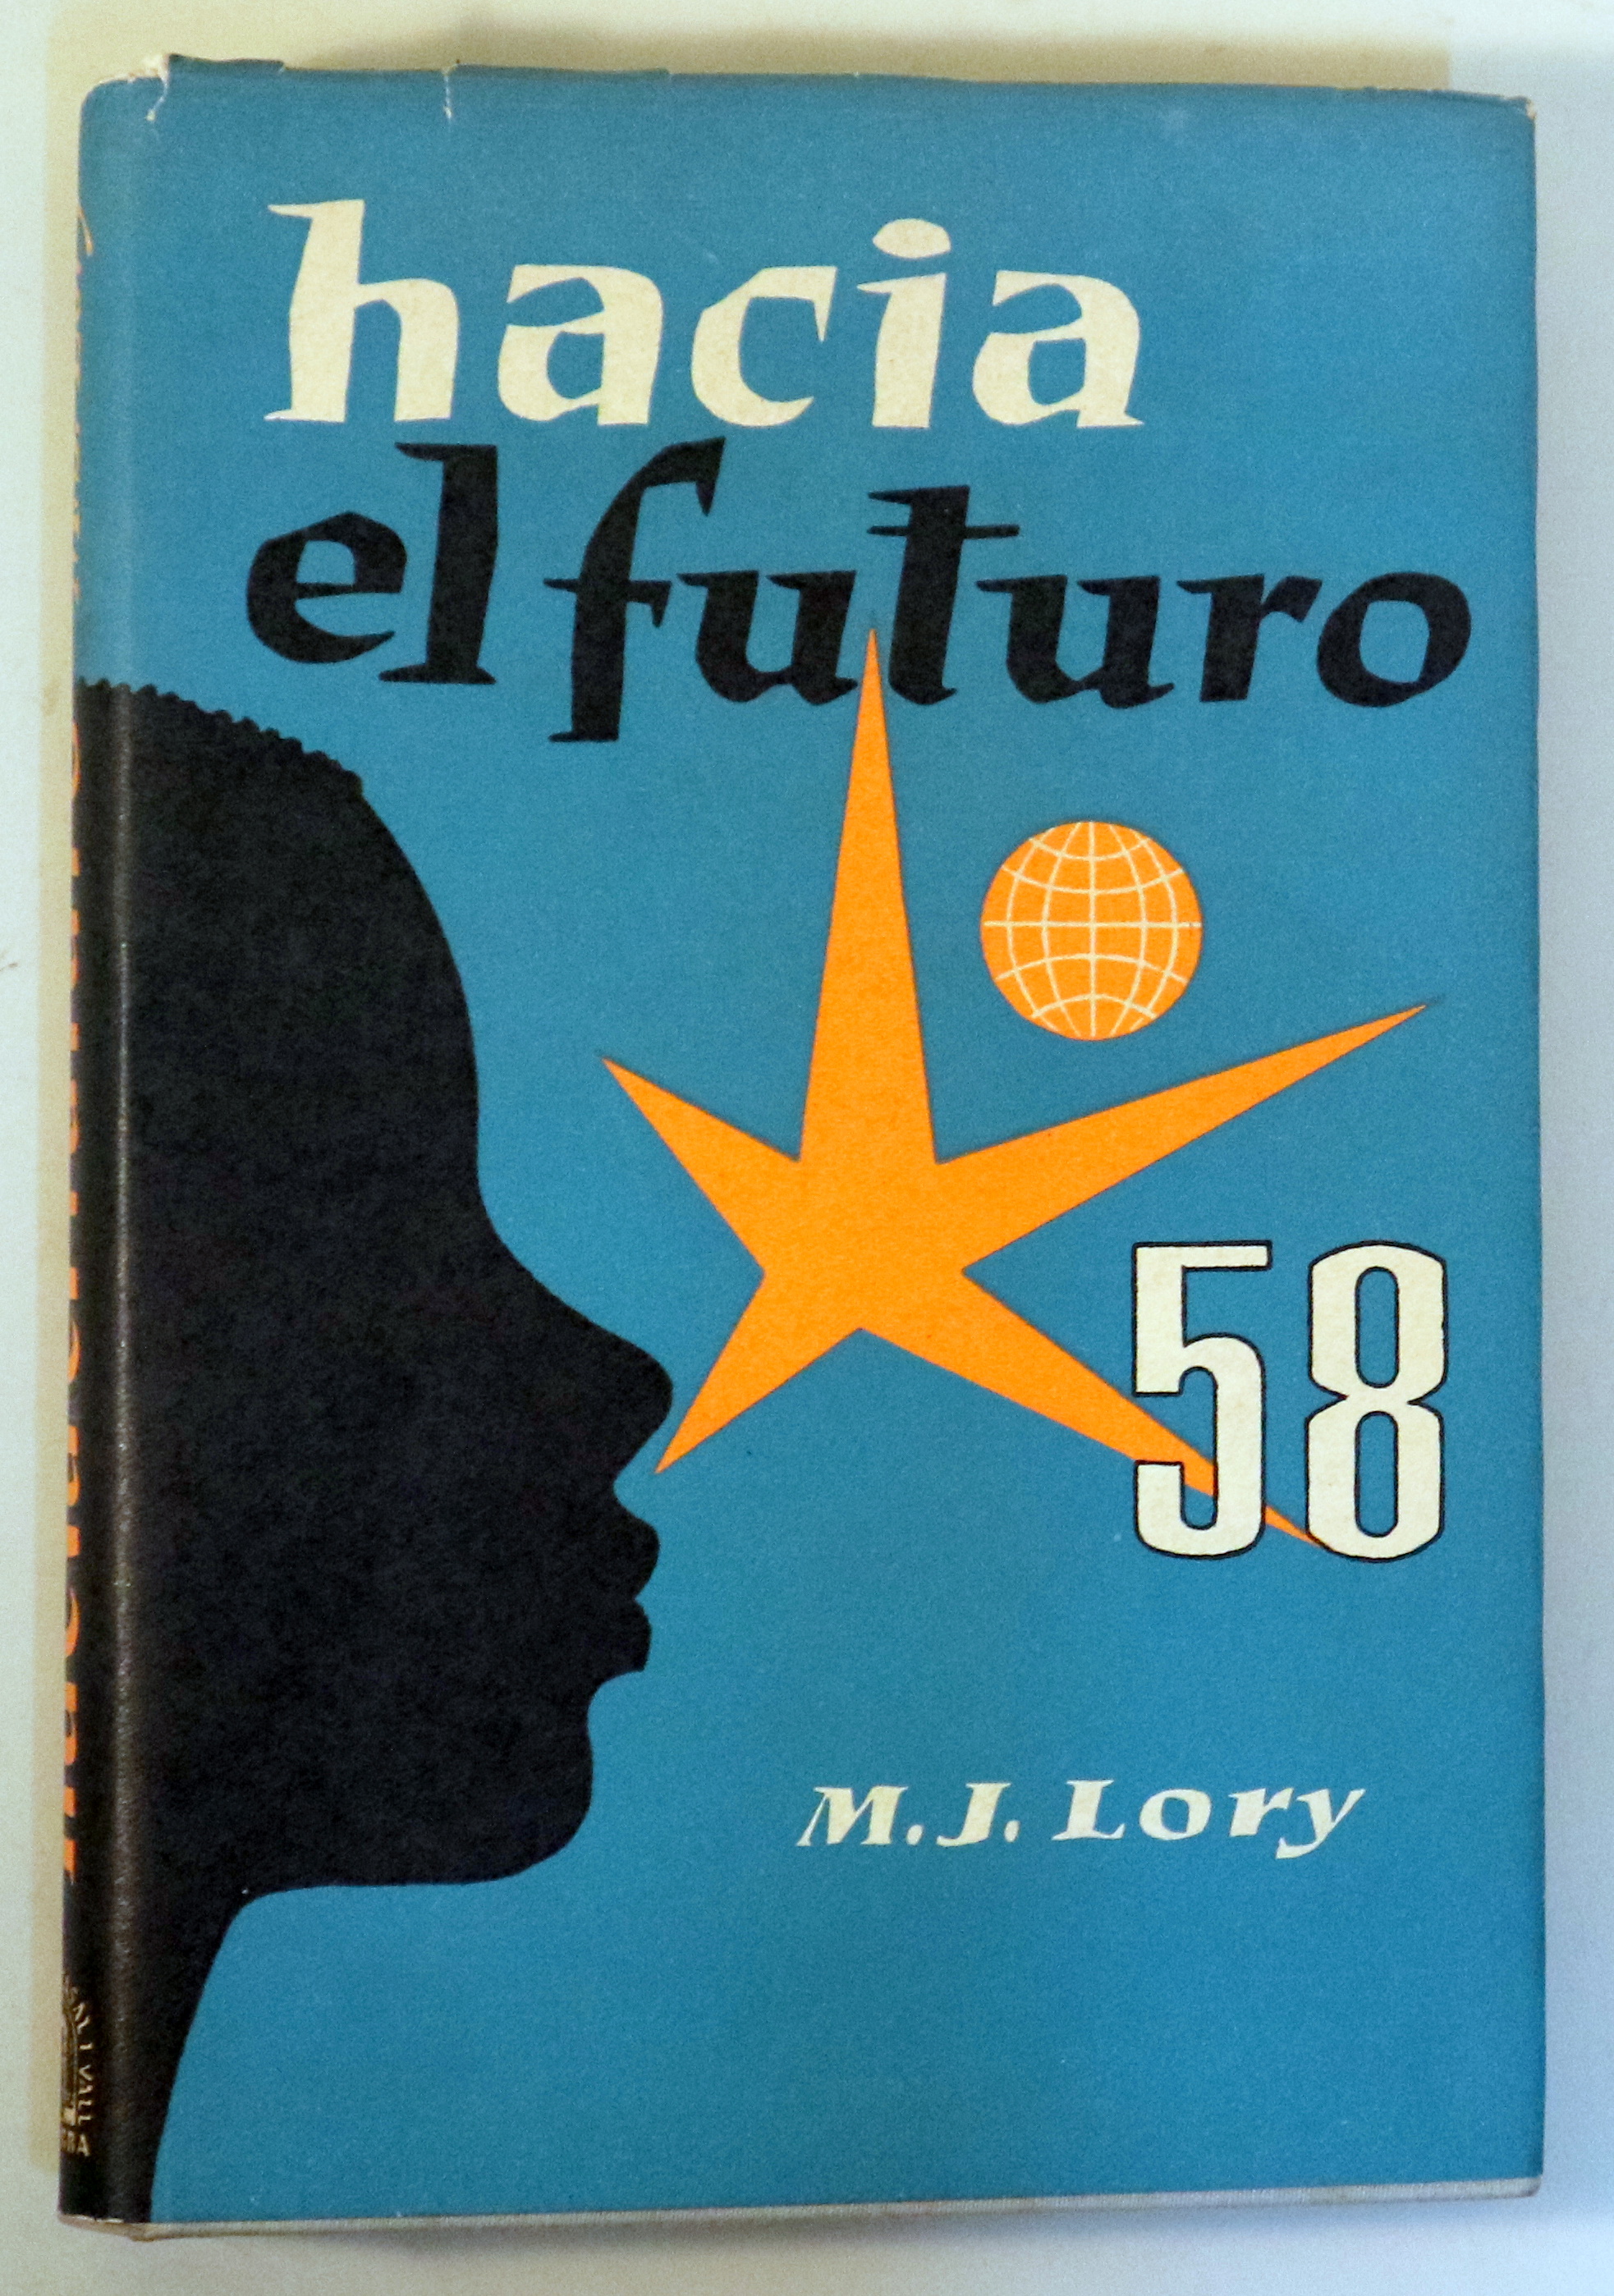 hacia
el futuro
58
M. J. Lory